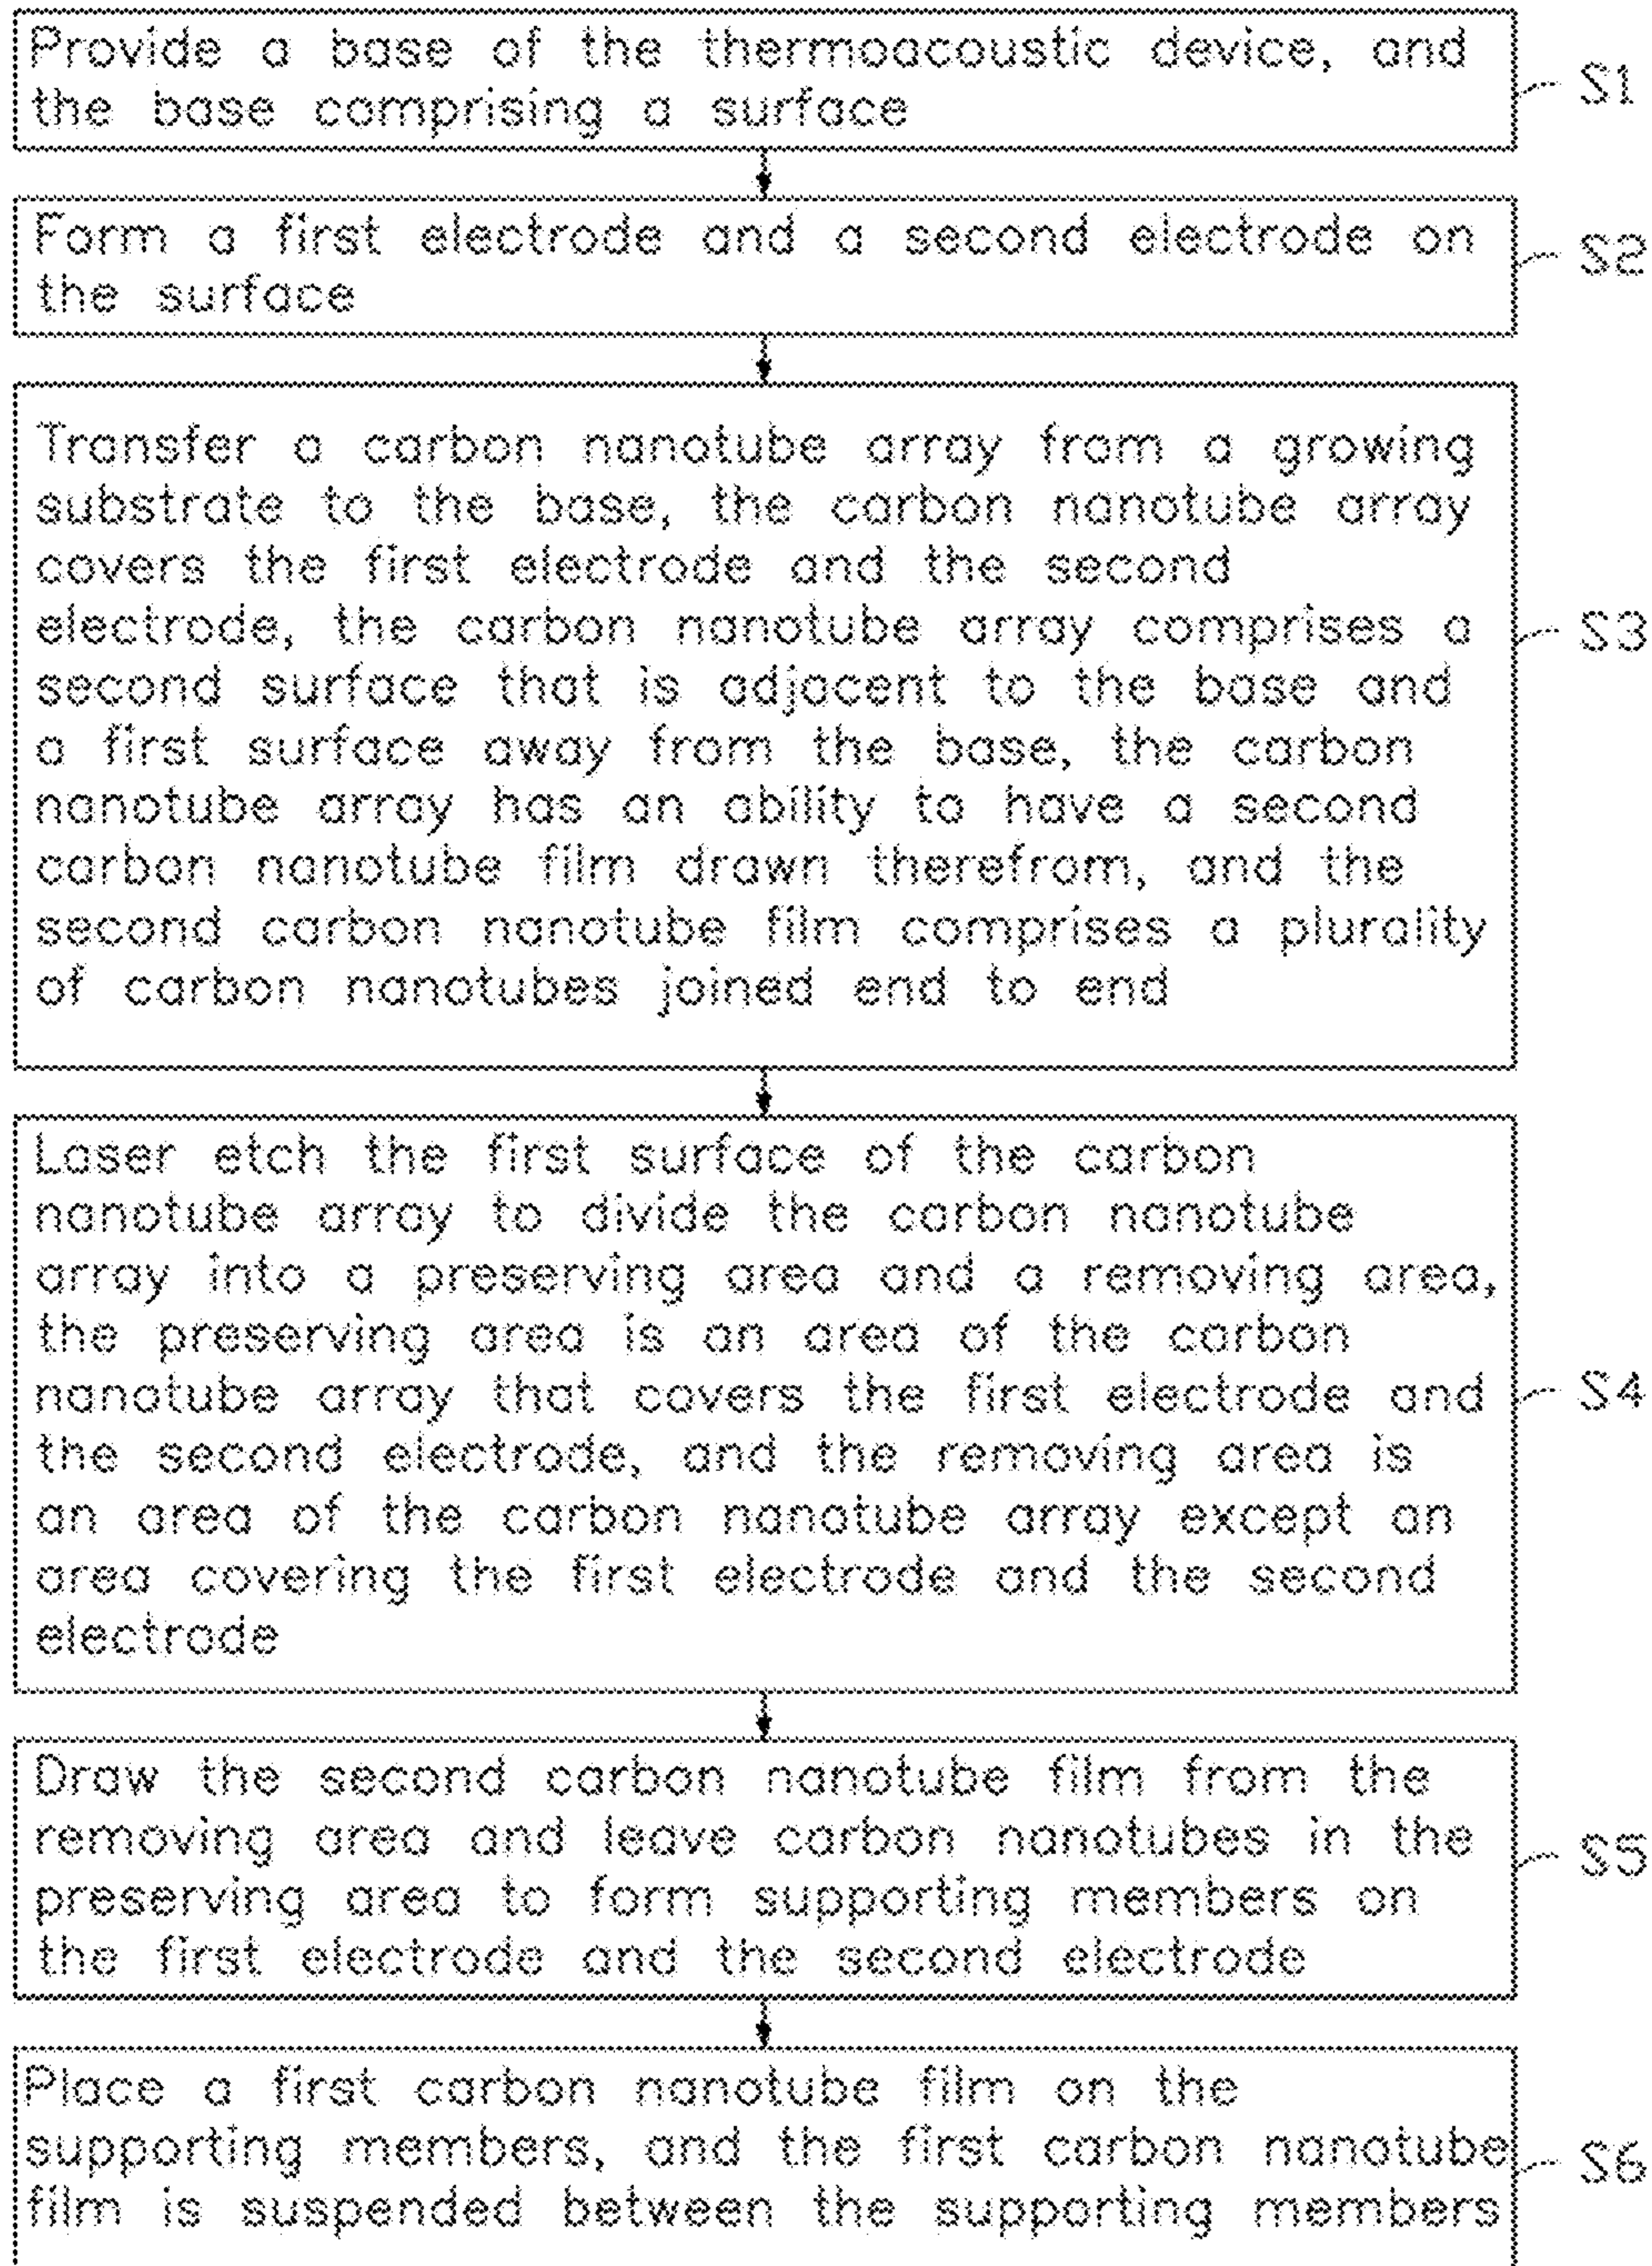 Provide a base of the thermoacoustic device, and
the base comprising a surface
S1
Form a first electrode and a second electrode on
the surface
S2
Transfer a carbon nanotube array from a growing
substrate to the base, the carbon nanotube array
covers the first electrode and the second
electrode, the carbon nanotube array comprises a
S3
second surface that is adjacent to the base and
a first surface away from the base, the carbon
nanotube array has an ability to have a second
carbon nanotube film drawn therefrom, and the
second carbon nanotube film comprises a plurality
of carbon nanotubes joined end to end
Laser etch the first surface of the carbon
nanotube array to divide the carbon nanotube
array into a preserving area and a removing area,
the preserving area is an area of the carbon
nanotube array that covers the first electrode and
S4
the second electrode, and the removing area is
an area of the carbon nanotube array except an
area covering the first electrode and the second
electrode
Draw the second carbon nanotube film from the
removing area and leave carbon nanotubes in the
S5
preserving area to form supporting members on
the first electrode and the second electrode
Place a first carbon nanotube film on the
supporting members, and the first carbon nanotube
S6
film is suspended between the supporting members